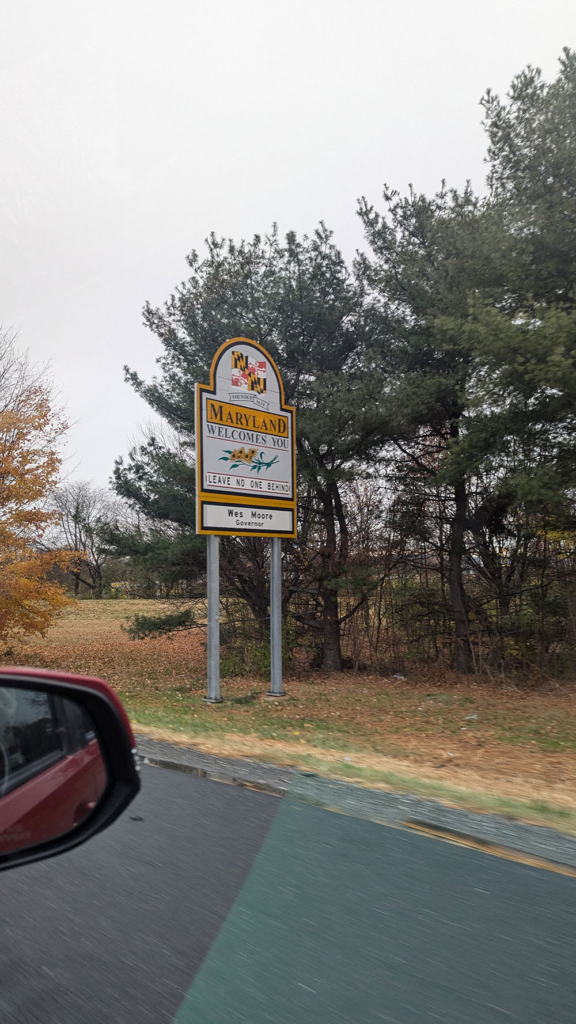 MARYLAND
WELCOMES YOU
LEAVE NO ONE BEHIND
Wes Moore
Governor